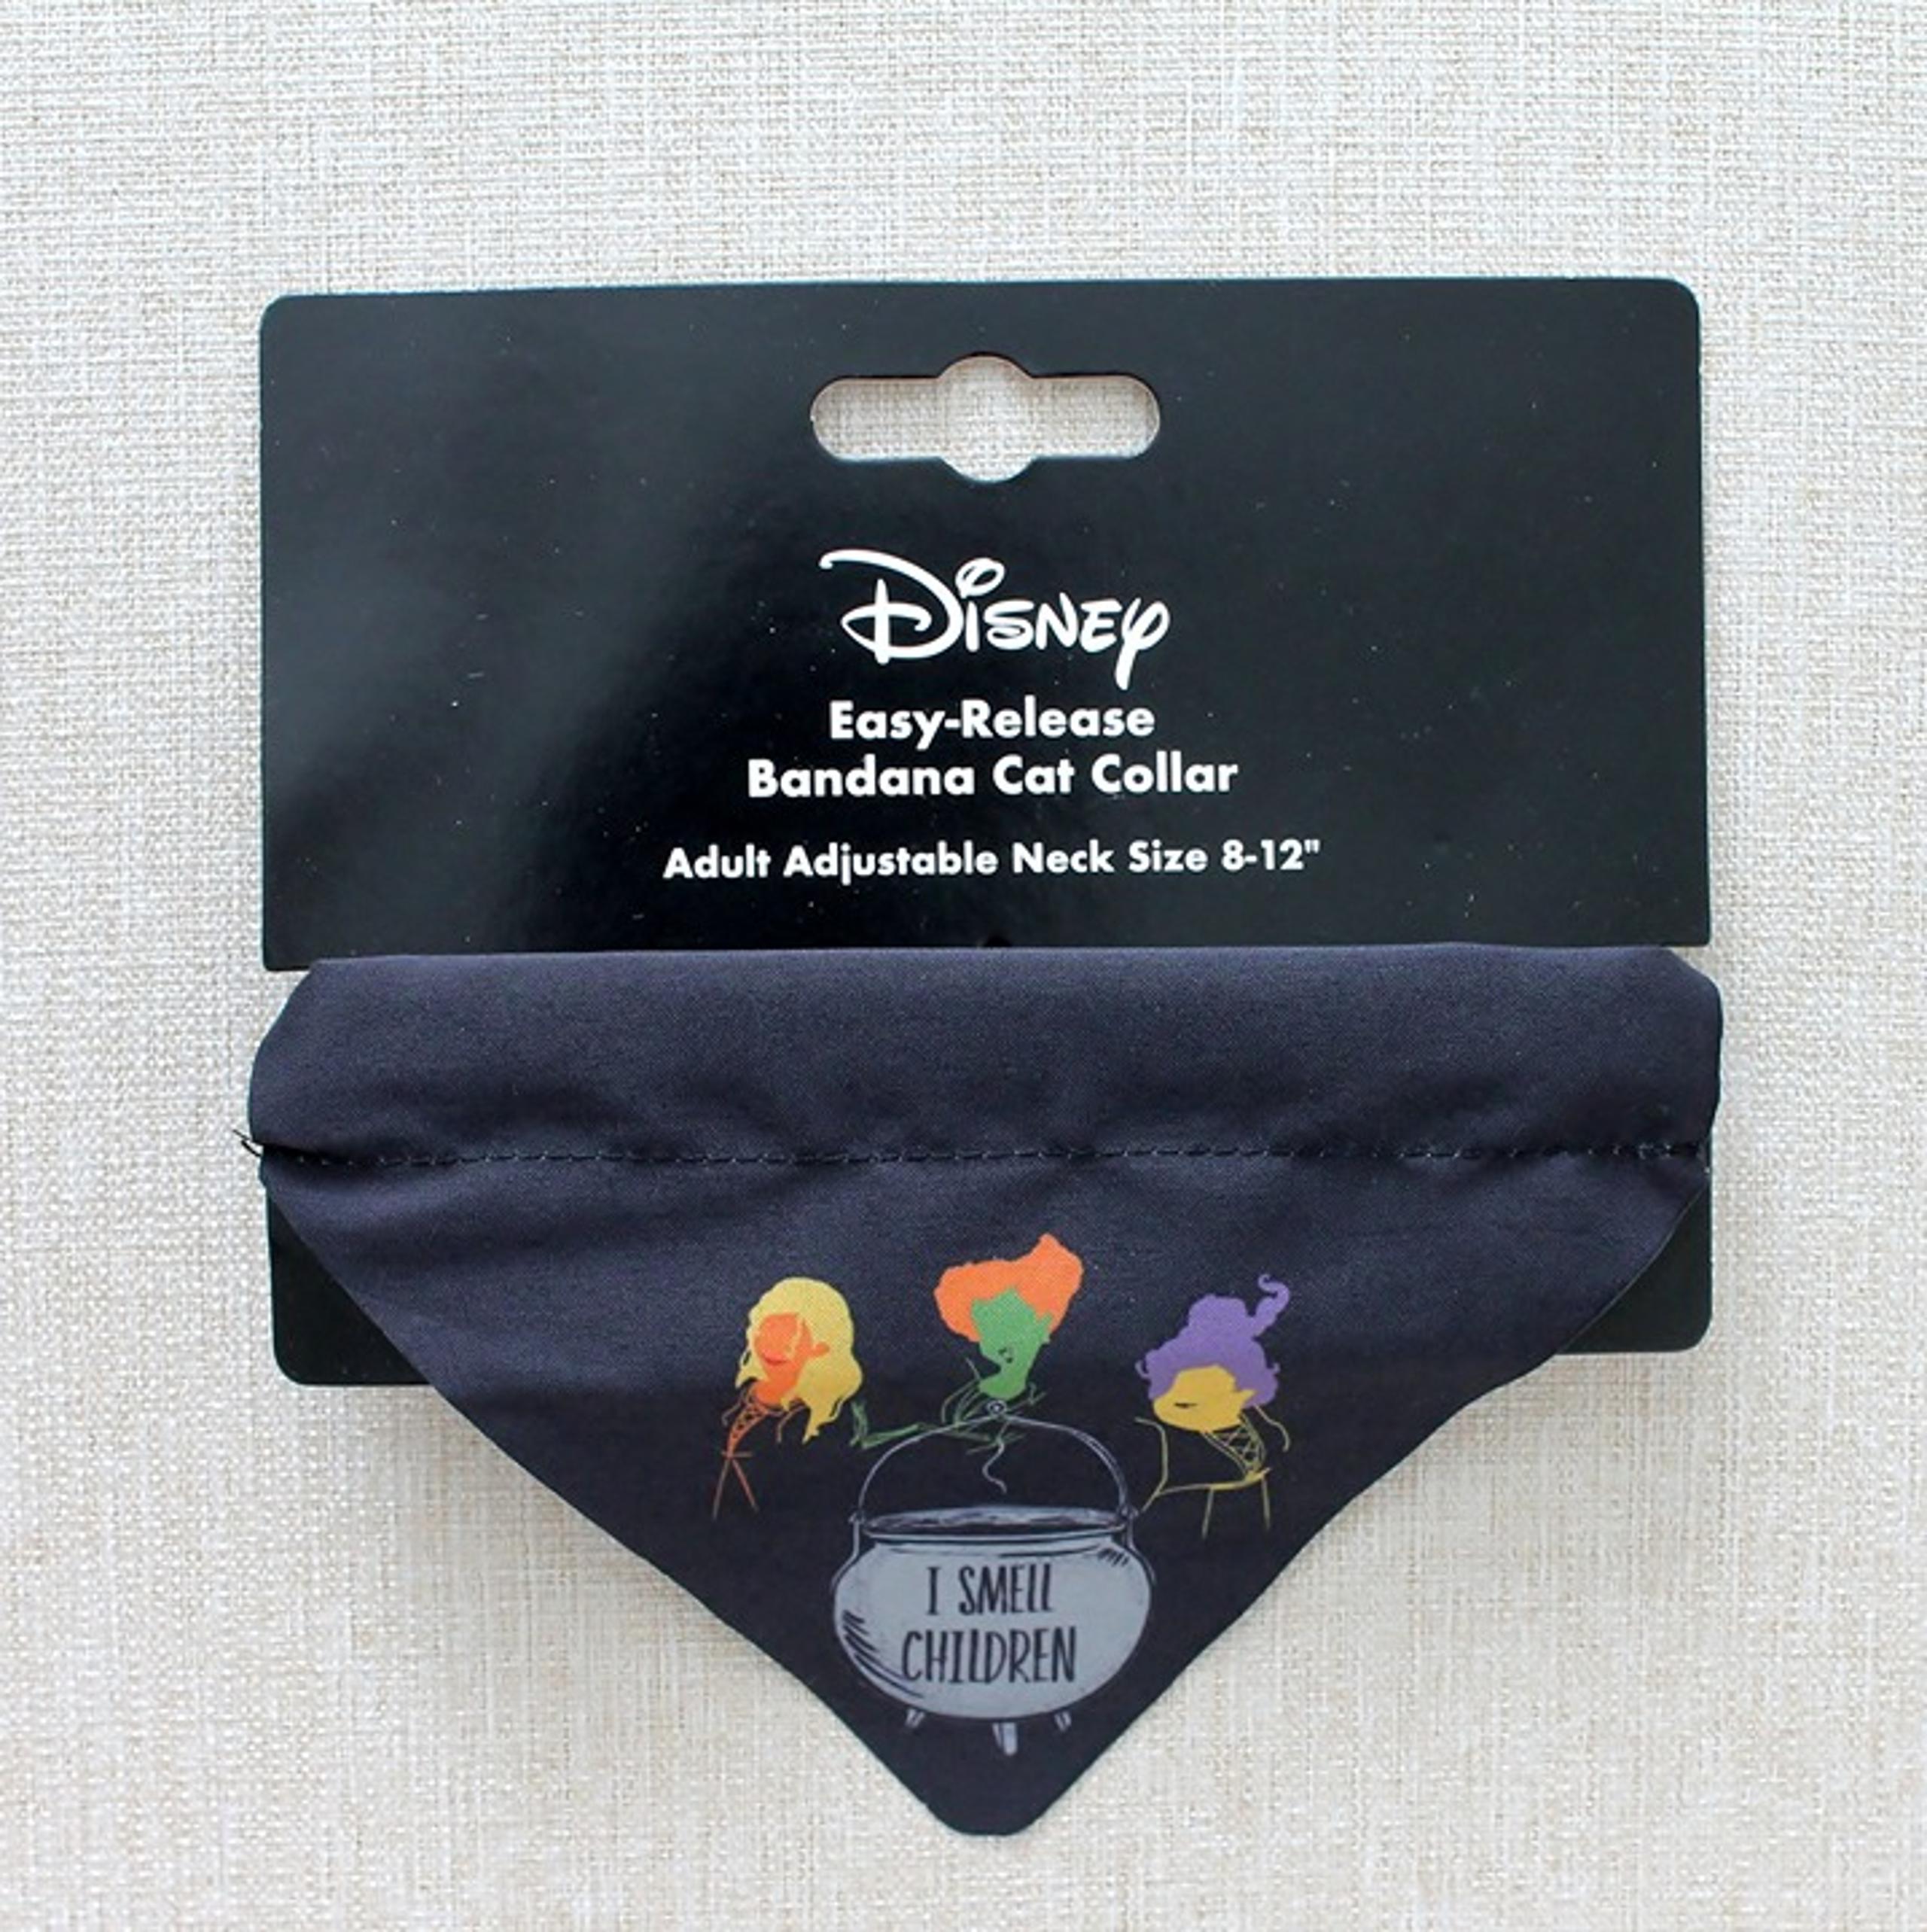 Disney
Easy-Release
Bandana Cat Collar
Adult Adjustable Neck Size 8-12"
I SMELL
CHILDREN